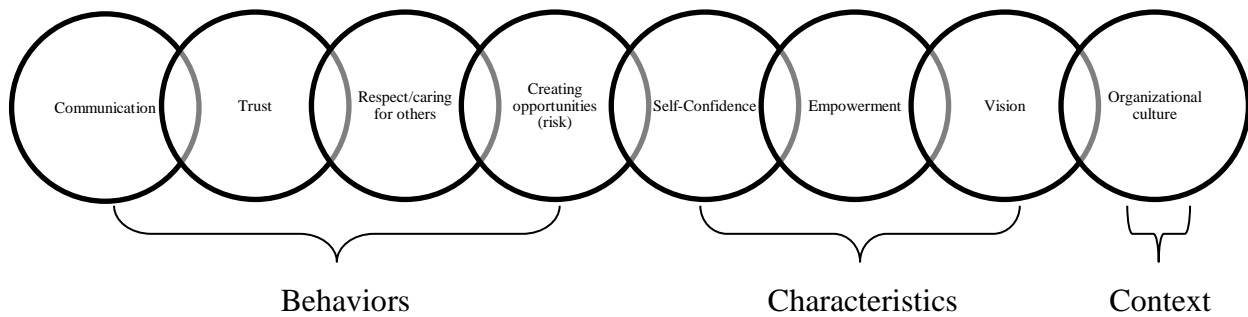 Communication
Trust
Respect/caring
for others
Creating
opportunities
(risk)
Self-Confidence
Empowerment
Vision
Organizational
culture
Behaviors
Characteristics
Context